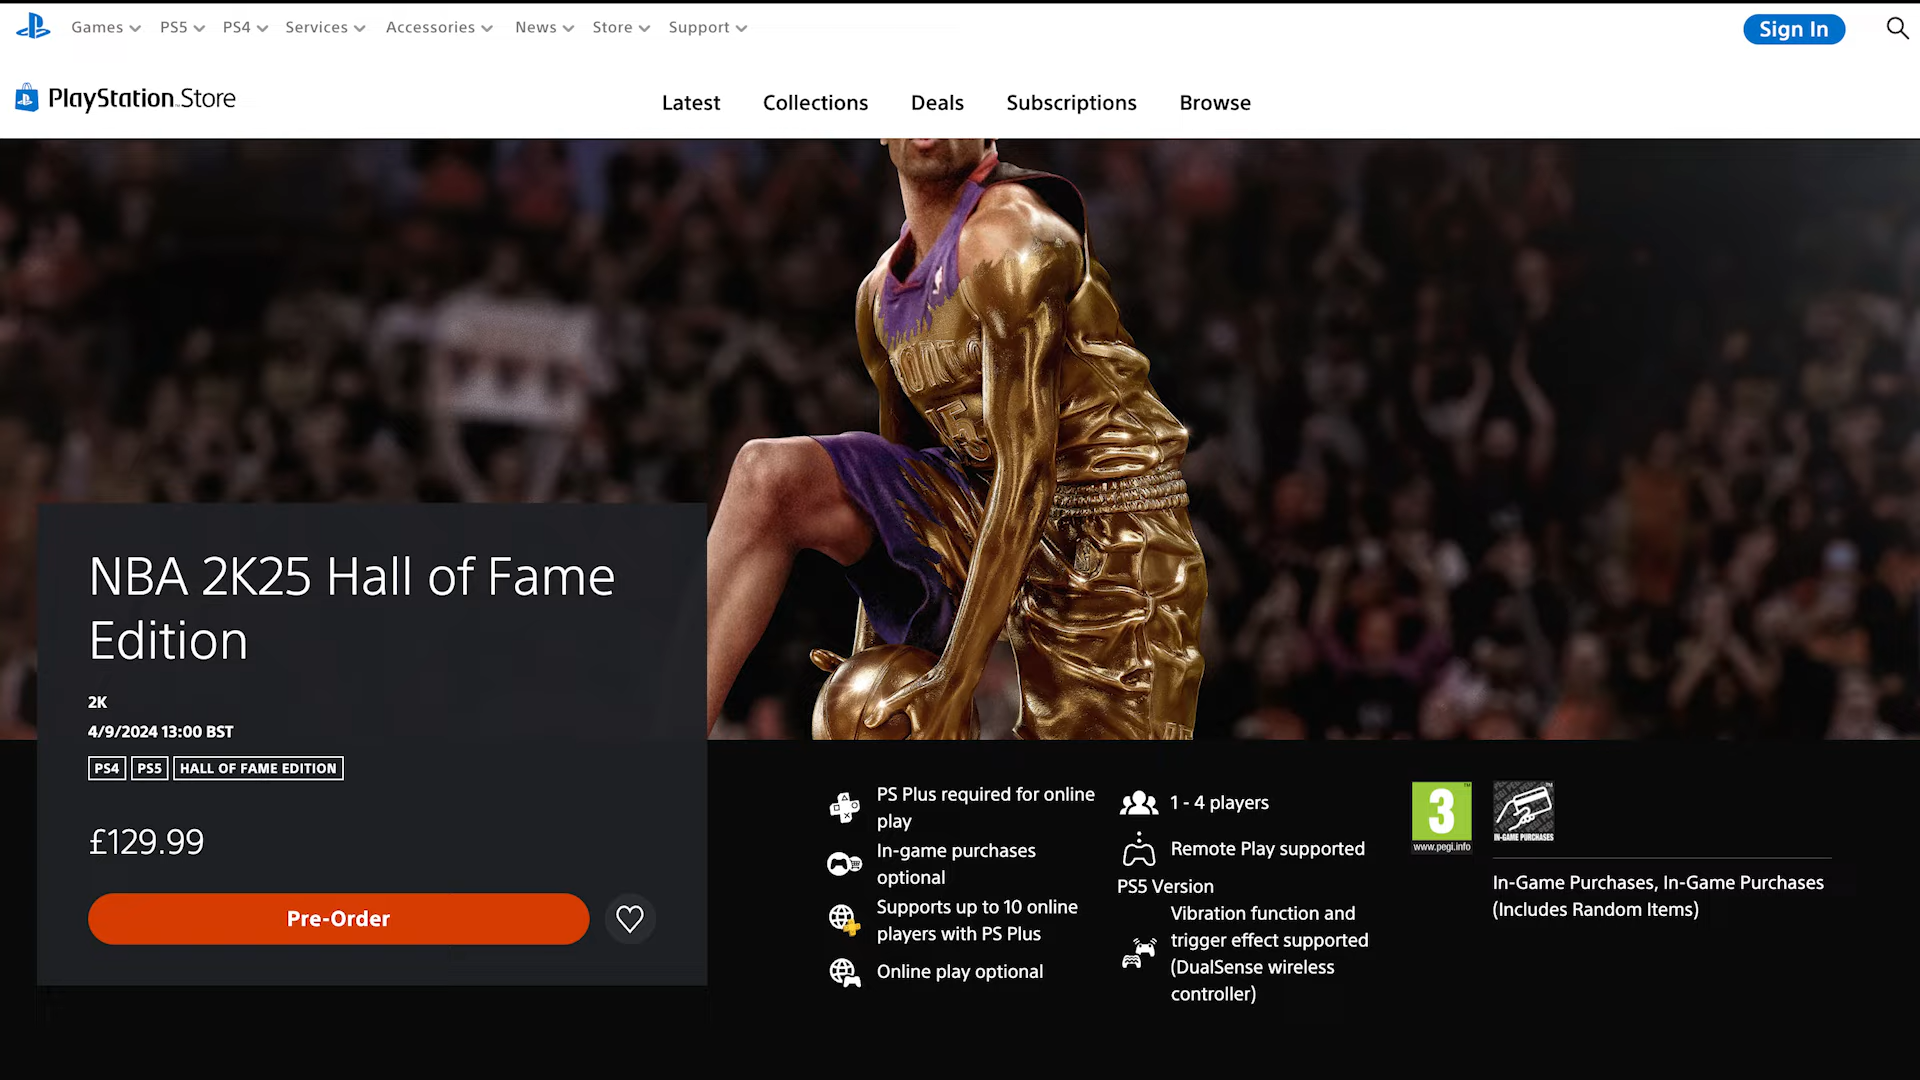 Games
PS5
PS4
Services
Accessories
News
Store
Support
Sign In
PlayStation Store
Latest
Collections
Deals
Subscriptions
Browse
15
NBA 2K25 Hall of Fame
Edition
2K
4/9/2024 13:00 BST
PS4
PS5
HALL OF FAME EDITION
£129.99
Pre-Order
PS Plus required for online
play
In-game purchases
optional
Supports up to 10 online
players with PS Plus
Online play optional
1 - 4 players
Remote Play supported
PS5 Version
Vibration function and
trigger effect supported
(DualSense wireless
controller)
3
www.pegi.info
IN-GAME PURCHASES
In-Game Purchases, In-Game Purchases
(Includes Random Items)